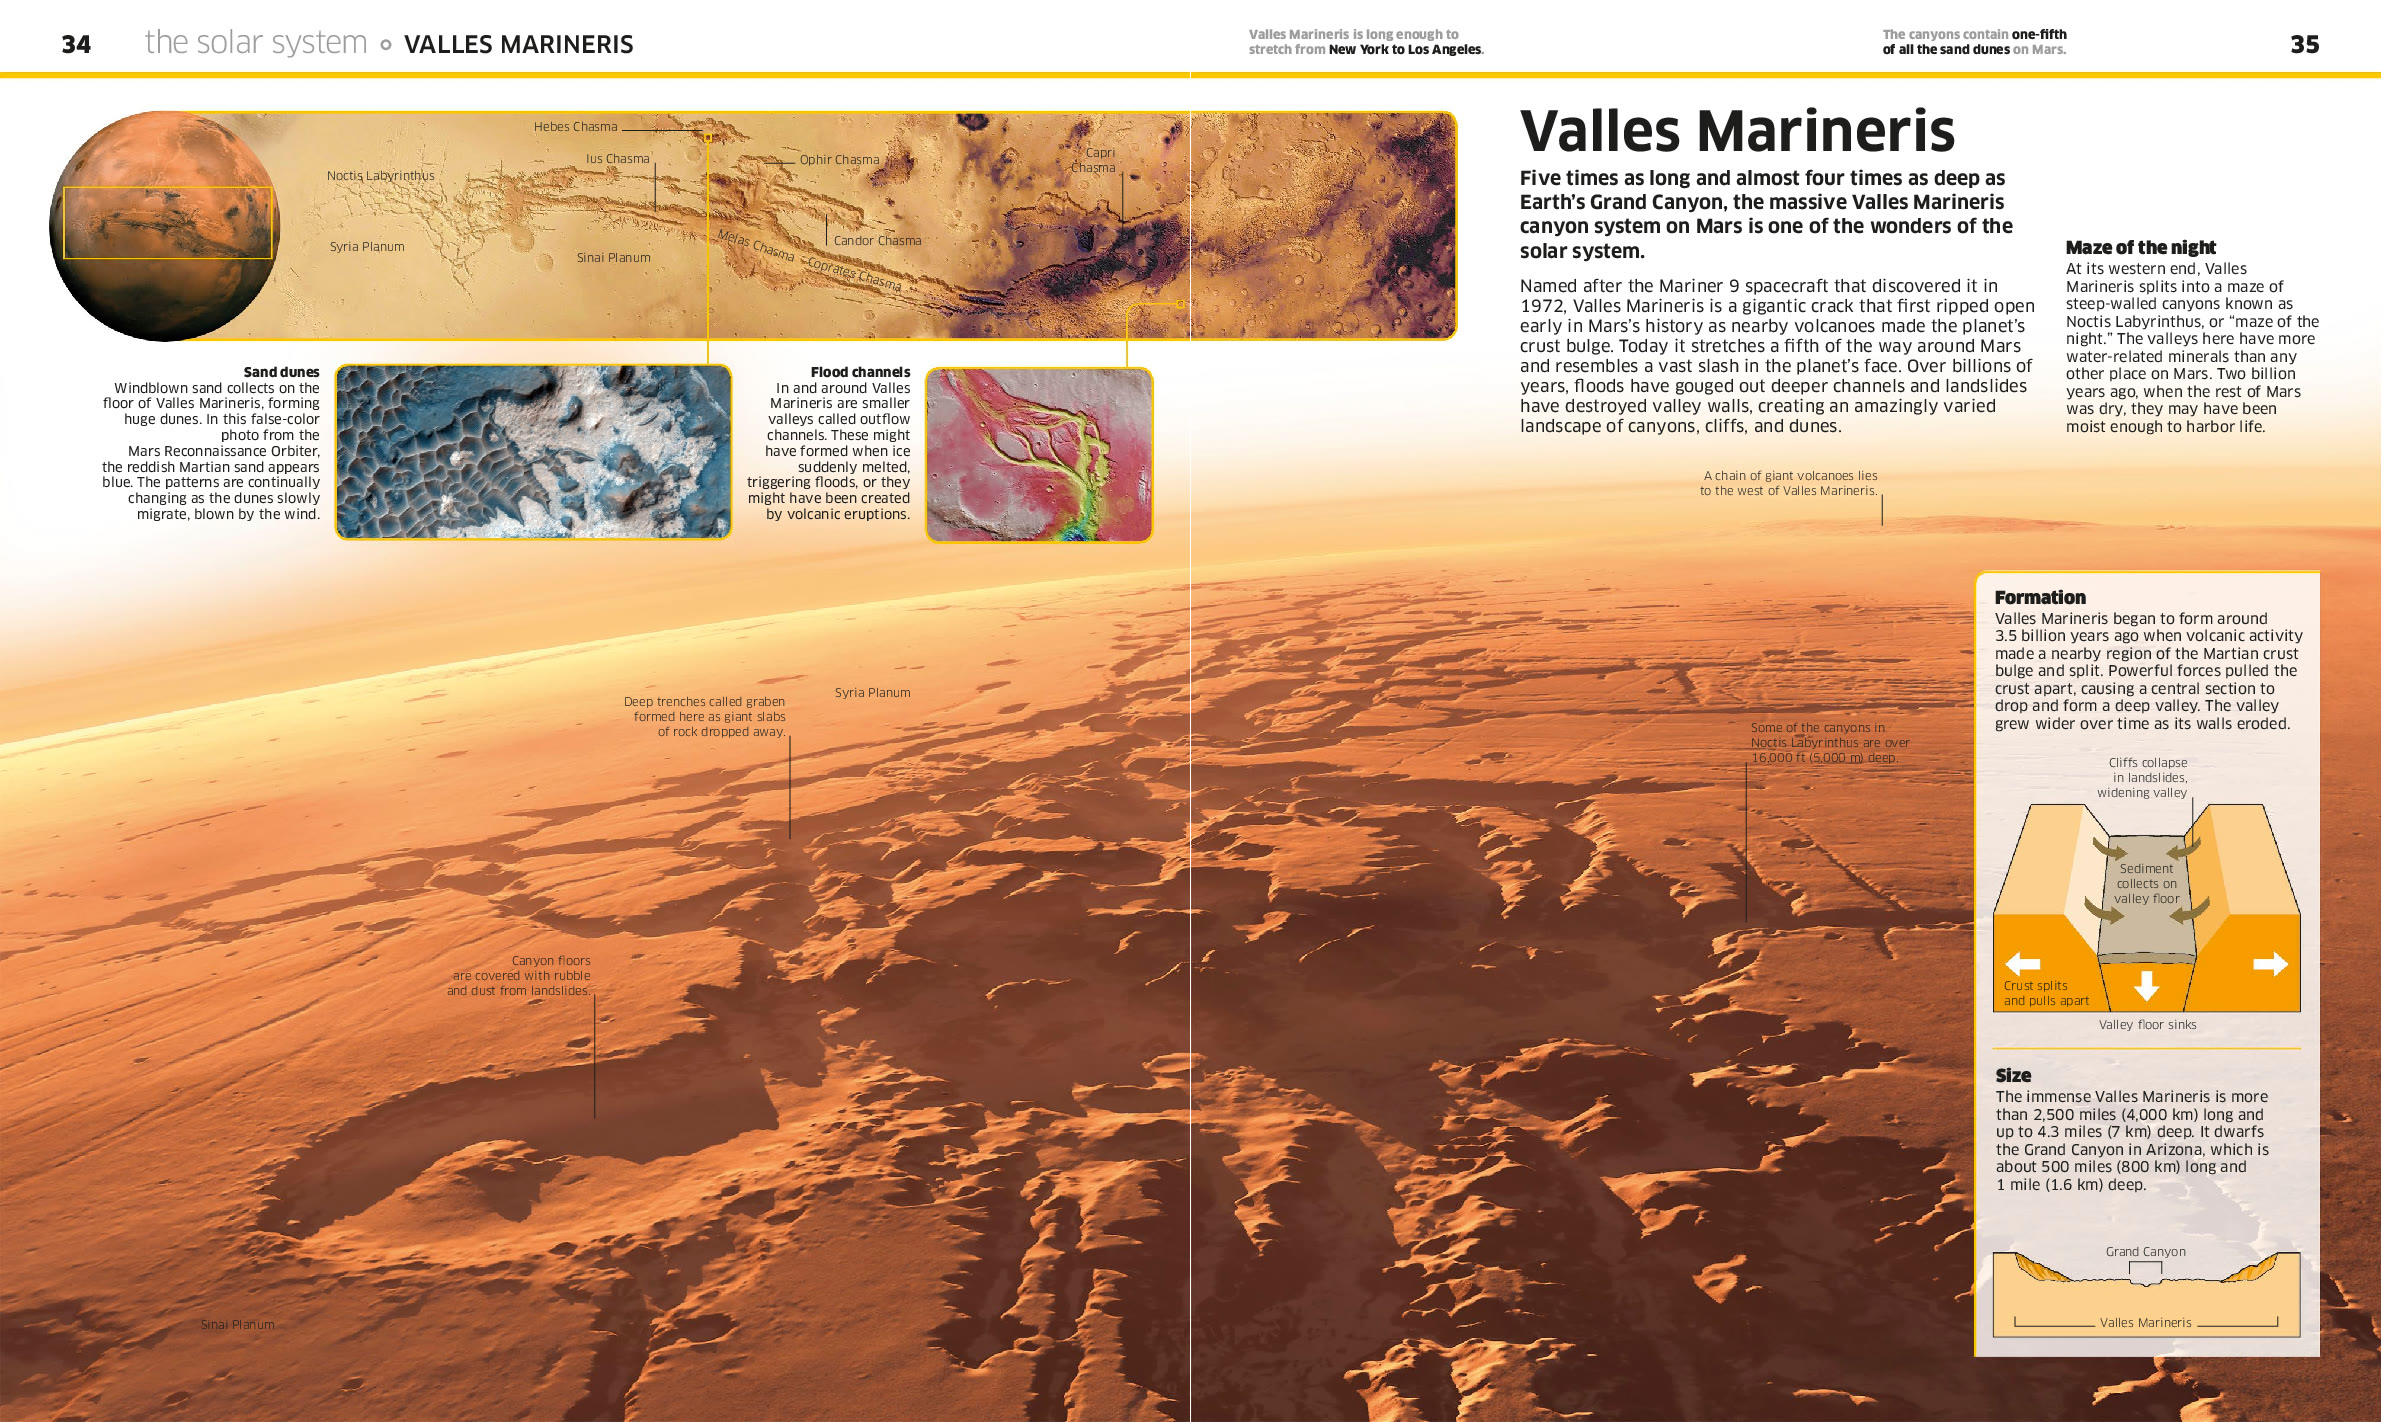 34 the solar system VALLES MARINERIS
Valles Marineris is long enough to
stretch from New York to Los Angeles.
The canyons contain one-fifth
of all the sand dunes on Mars.
35
Hebes Chasma
Ius Chasma
Ophir Chasma
Capri
Chasma
Noctis Labyrinthus
Syria Planum
Sinai Planum
Melas Chasma
Candor Chasma
Coprates Chasma
Sand dunes
Windblown sand collects on the
floor of Valles Marineris, forming
huge dunes. In this false-color
photo from the
Mars Reconnaissance Orbiter,
the reddish Martian sand appears
blue. The patterns are continually
changing as the dunes slowly
migrate, blown by the wind.
Flood channels
In and around Valles
Marineris are smaller
valleys called outflow
channels. These might
have formed when ice
suddenly melted,
triggering floods, or they
might have been created
by volcanic eruptions.
Valles Marineris
Five times as long and almost four times as deep as
Earth's Grand Canyon, the massive Valles Marineris
canyon system on Mars is one of the wonders of the
solar system.
Named after the Mariner 9 spacecraft that discovered it in
1972, Valles Marineris is a gigantic crack that first ripped open
early in Mars's history as nearby volcanoes made the planet's
crust bulge. Today it stretches a fifth of the way around Mars
and resembles a vast slash in the planet's face. Over billions of
years, floods have gouged out deeper channels and landslides
have destroyed valley walls, creating an amazingly varied
landscape of canyons, cliffs, and dunes.
Maze of the night
At its western end, Valles
Marineris splits into a maze of
steep-walled canyons known as
Noctis Labyrinthus, or “maze of the
night.” The valleys here have more
water-related minerals than any
other place on Mars. Two billion
years ago, when the rest of Mars
was dry, they may have been
moist enough to harbor life.
A chain of giant volcanoes lies
to the west of Valles Marineris.
Syria Planum
Deep trenches called graben
formed here as giant slabs
of rock dropped away.
Some of the canyons in
Noctis Labyrinthus are over
16,000 ft (5,000 m) deep.
Canyon floors
are covered with rubble
and dust from landslides.
Sinai Planum
Formation
Valles Marineris began to form around
3.5 billion years ago when volcanic activity
made a nearby region of the Martian crust
bulge and split. Powerful forces pulled the
crust apart, causing a central section to
drop and form a deep valley. The valley
grew wider over time as its walls eroded.
Cliffs collapse
in landslides,
widening valley
Sediment
collects on
valley floor
Crust splits
and pulls apart
Valley floor sinks
Size
The immense Valles Marineris is more
than 2,500 miles (4,000 km) long and
up to 4.3 miles (7 km) deep. It dwarfs
the Grand Canyon in Arizona, which is
about 500 miles (800 km) long and
1 mile (1.6 km) deep.
Grand Canyon
Valles Marineris